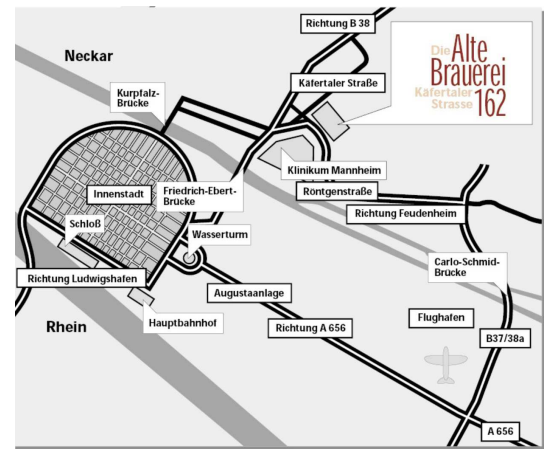 Richtung B 38
Die Alte
Brauerei
Käfertaler
Strasse 162
Neckar
Käfertaler Straße
Kurpfalz-
Brücke
Klinikum Mannheim
Innenstadt
Friedrich-Ebert-
Brücke
Röntgenstraße
Richtung Feudenheim
Schloß
Wasserturm
Carlo-Schmid-
Brücke
Richtung Ludwigshafen
Augustaanlage
Rhein
Hauptbahnhof
Richtung A 656
Flughafen
B37/38a
A 656